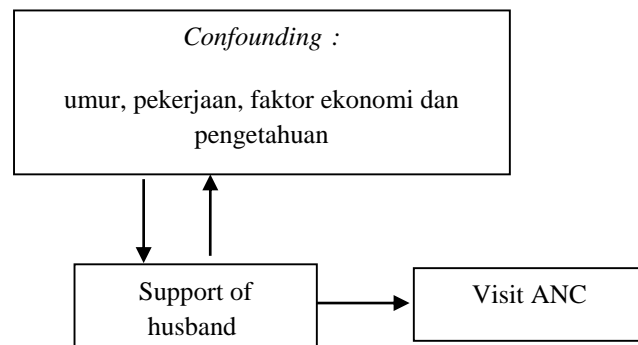 Confounding :
umur, pekerjaan, faktor ekonomi dan
pengetahuan
Support of
husband
Visit ANC